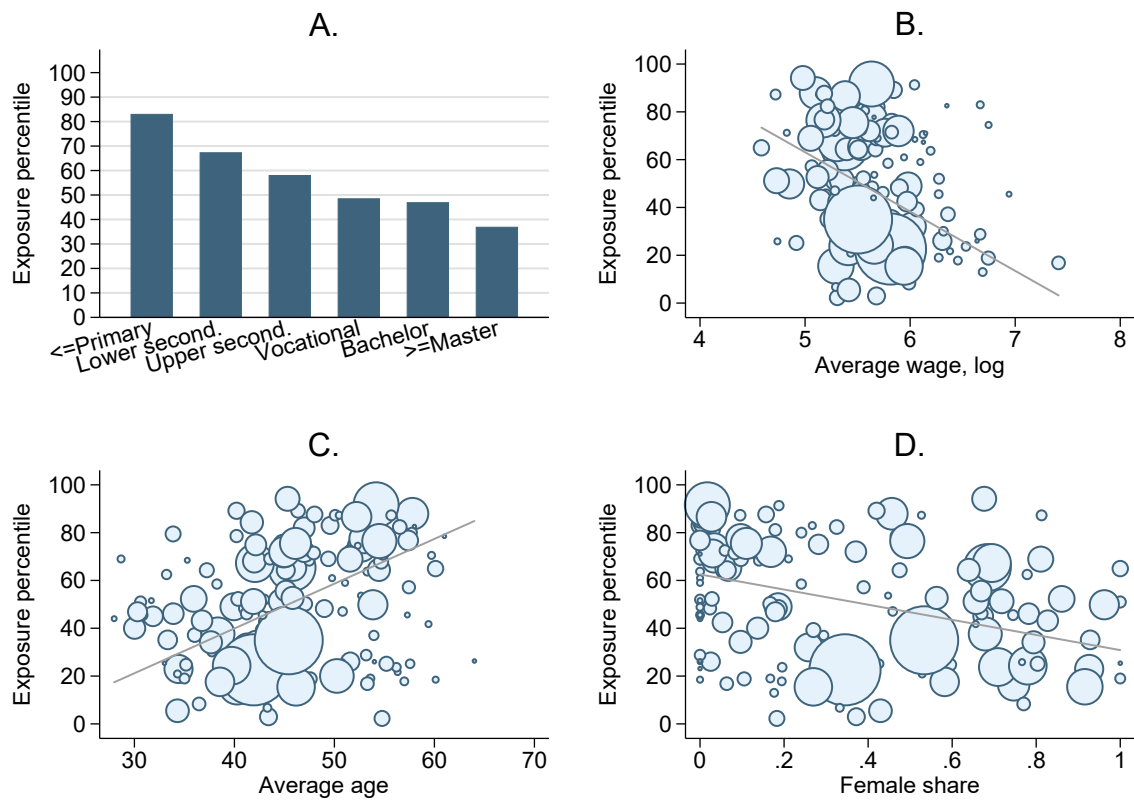 A.
Exposure percentile
100
90
80
70
60
50
40
30
20
10
0
<=Primary
Lower second.
Upper second.
Vocational
Bachelor
>=Master
B.
Exposure percentile
100
80
60
40
20
0
4 5 6 7 8
Average wage, log
C.
Exposure percentile
100
80
60
40
20
0
30 40 50 60 70
Average age
D.
Exposure percentile
100
80
60
40
20
0
0 .2 .4 .6 .8 1
Female share